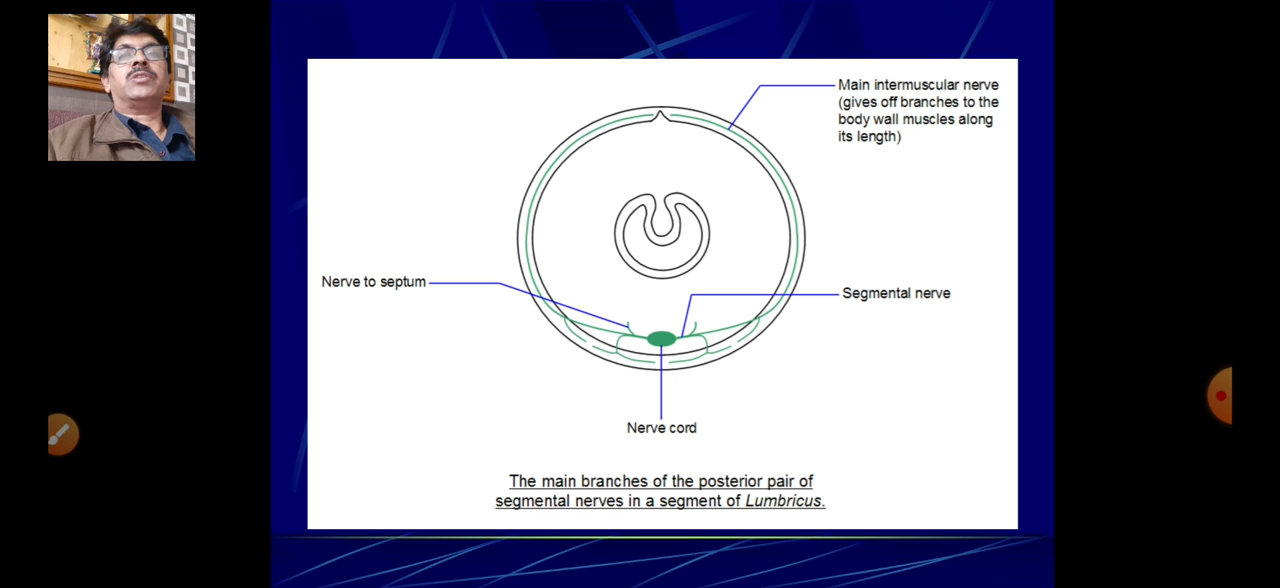 Main intermuscular nerve
(gives off branches to the
body wall muscles along
its length)
Nerve to septum
Segmental nerve
Nerve cord
The main branches of the posterior pair of
segmental nerves in a segment of Lumbricus.